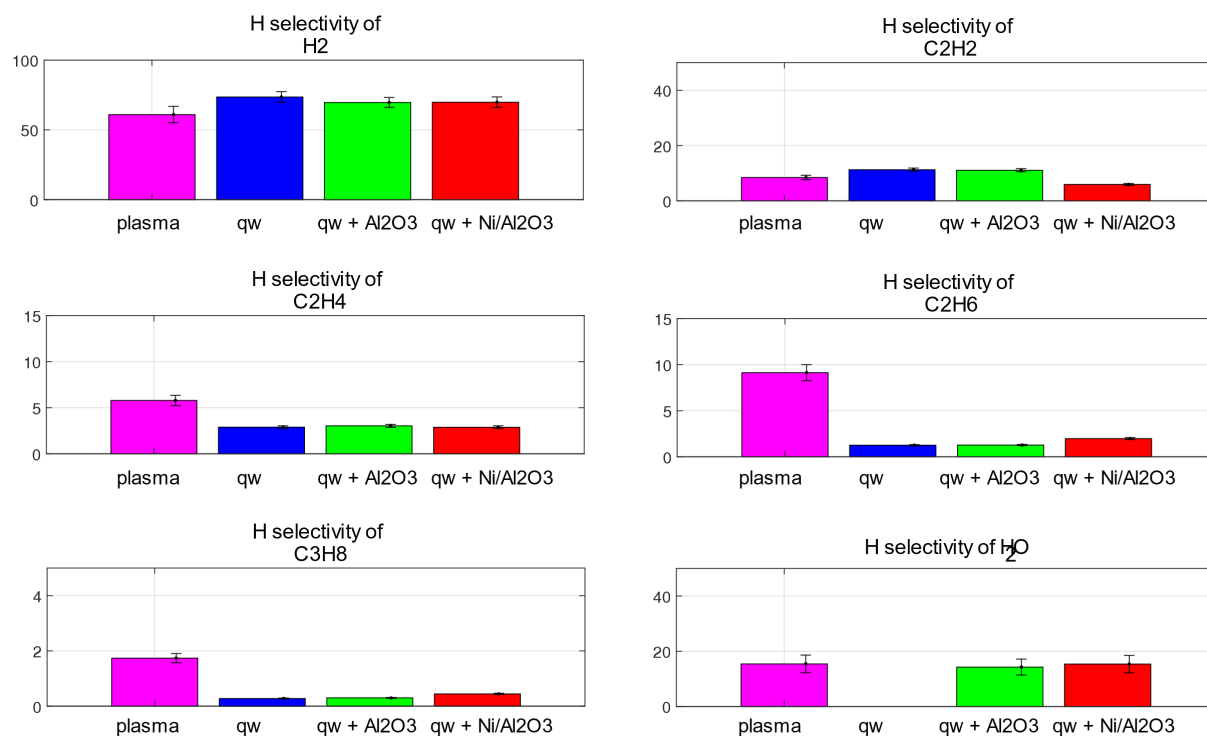 H selectivity of
H2
100
50
0
plasma qw qw + Al2O3 qw + Ni/Al2O3
H selectivity of
C2H2
40
20
0
plasma qw qw + Al2O3 qw + Ni/Al2O3
H selectivity of
C2H4
15
10
5
0
plasma qw qw + Al2O3 qw + Ni/Al2O3
H selectivity of
C2H6
15
10
5
0
plasma qw qw + Al2O3 qw + Ni/Al2O3
H selectivity of
C3H8
4
2
0
plasma qw qw + Al2O3 qw + Ni/Al2O3
H selectivity of H2O
40
20
0
plasma qw qw + Al2O3 qw + Ni/Al2O3